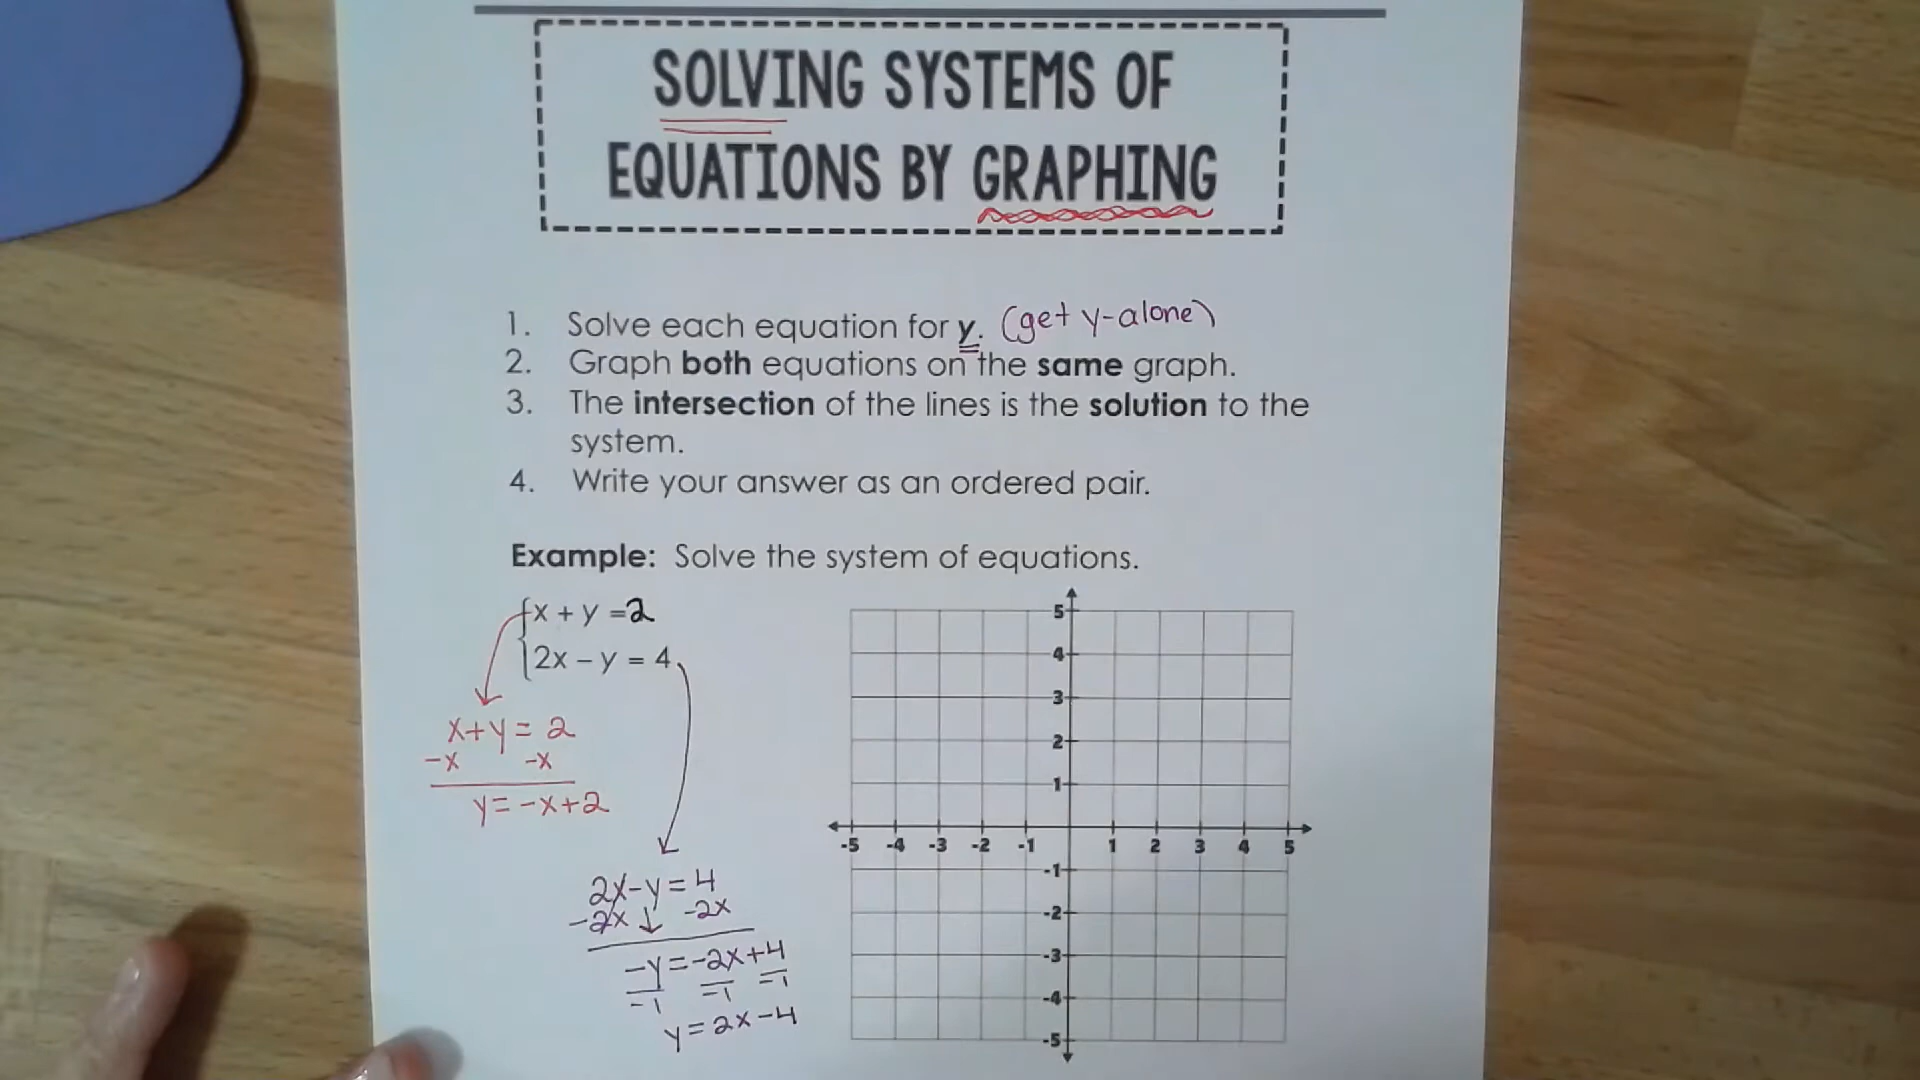 SOLVING SYSTEMS OF
EQUATIONS BY GRAPHING
1. Solve each equation for y. (get y-alone)
2. Graph both equations on the same graph.
3. The intersection of the lines is the solution to the
system.
4. Write your answer as an ordered pair.
Example: Solve the system of equations.
x + y = 2
2x – y = 4
x+y = 2
-x -x
y = -x+2
2x-y = 4
-2x -2x
-y = -2x+4
-1 -1 -1
y = 2x-4
5
4
3
2
1
-5 -4 -3 -2 -1 1 2 3 4 5
-1
-2
-3
-4
-5